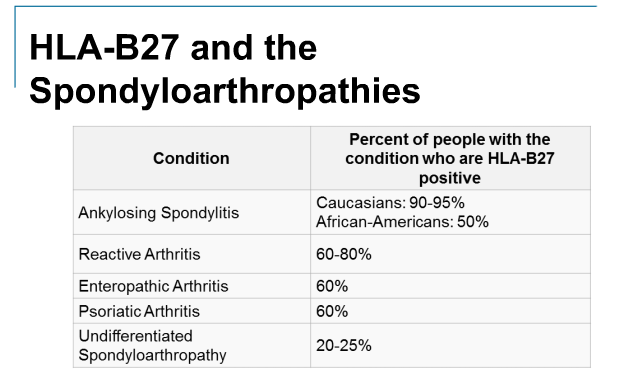 HLA-B27 and the
Spondyloarthropathies
Condition
Percent of people with the
condition who are HLA-B27
positive
Ankylosing Spondylitis
Caucasians: 90-95%
African-Americans: 50%
Reactive Arthritis
60-80%
Enteropathic Arthritis
60%
Psoriatic Arthritis
60%
Undifferentiated
Spondyloarthropathy
20-25%